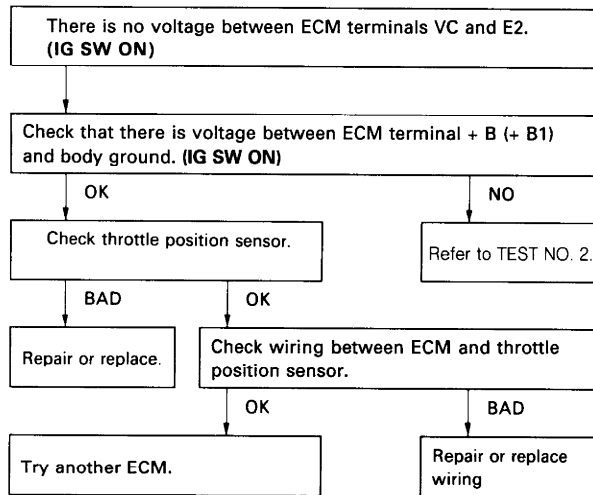 There is no voltage between ECM terminals VC and E2.
(IG SW ON)
Check that there is voltage between ECM terminal + B (+ B1)
and body ground. (IG SW ON)
OK
NO
Check throttle position sensor.
Refer to TEST NO. 2.
BAD
OK
Repair or replace.
Check wiring between ECM and throttle
position sensor.
OK
BAD
Try another ECM.
Repair or replace
wiring